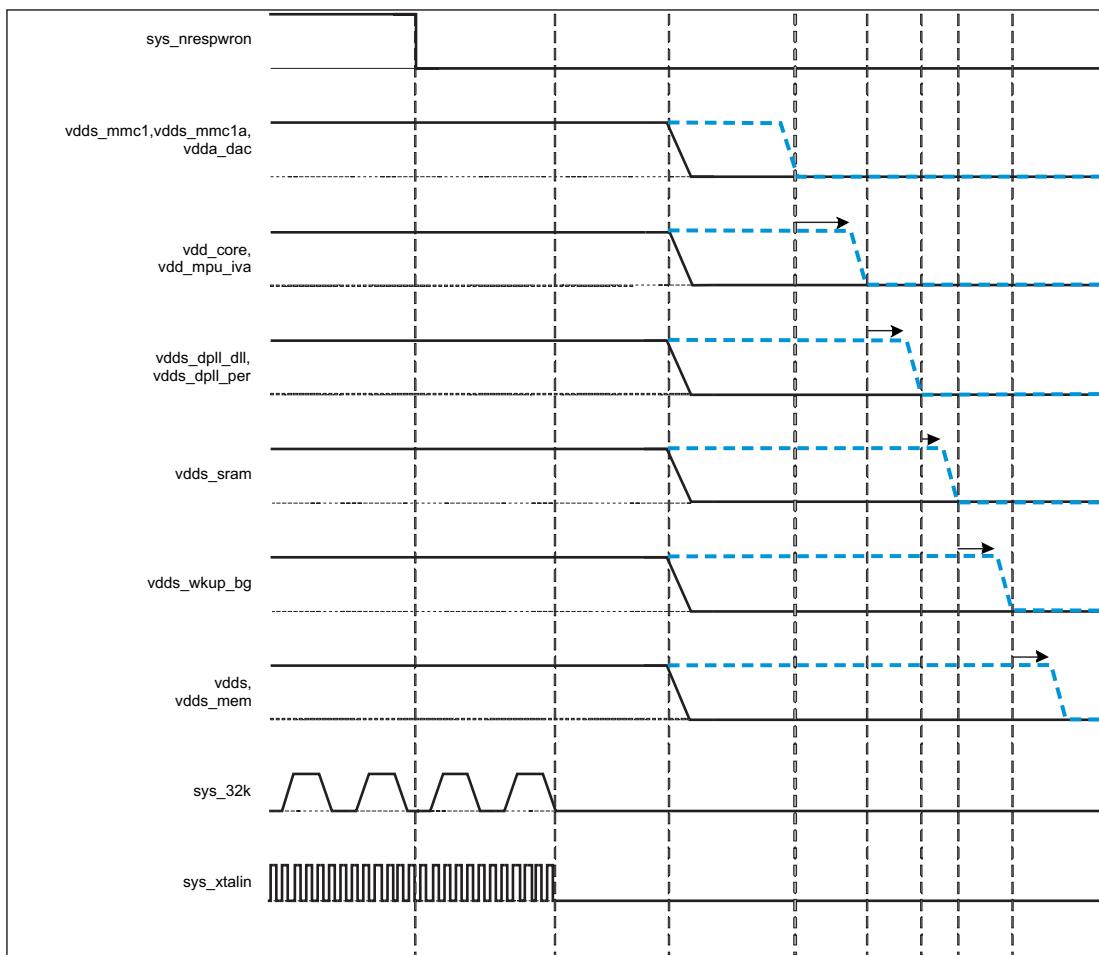 sys_nrespwron
vdds_mmc1,vdds_mmc1a,
vdda_dac
vdd_core,
vdd_mpu_iva
vdds_dpll_dll,
vdds_dpll_per
vdds_sram
vdds_wkup_bg
vdds,
vdds_mem
sys_32k
sys_xtalin